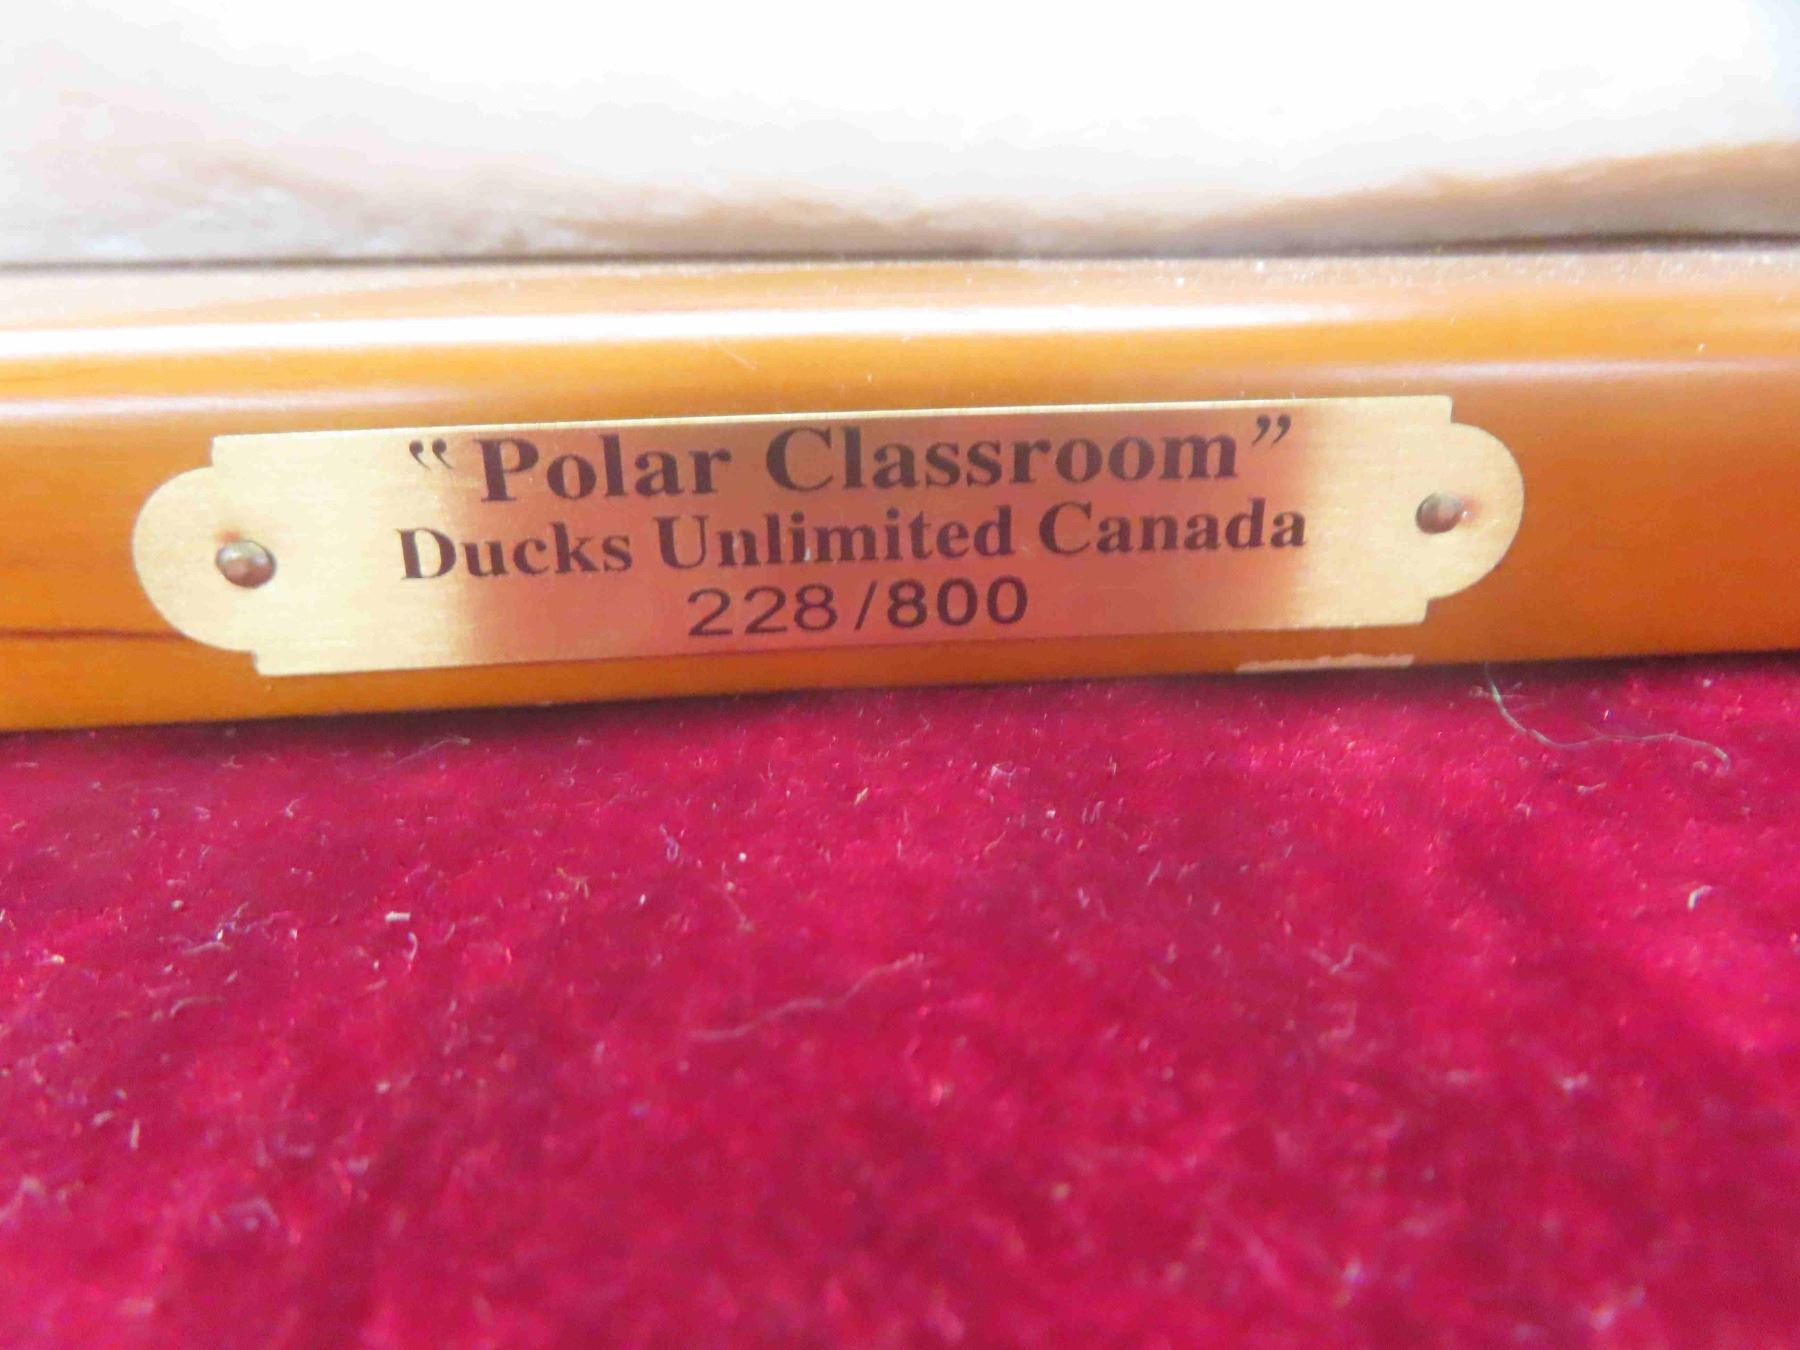 “Polar Classroom”
Ducks Unlimited Canada
228/800